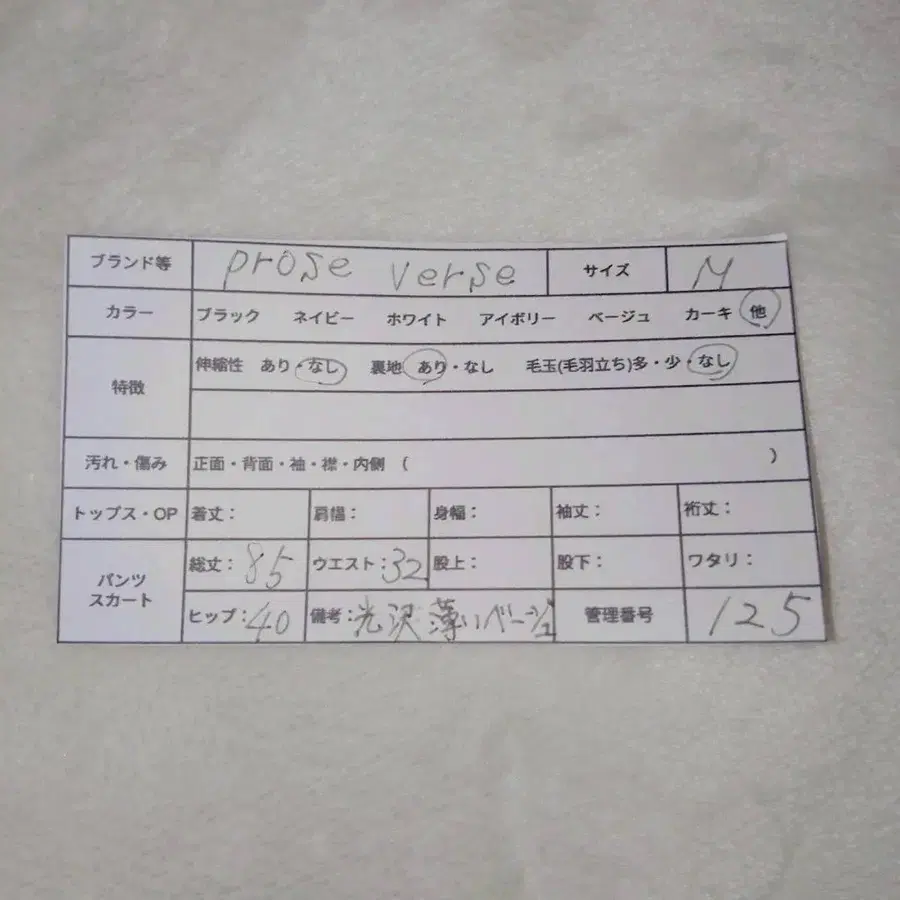 ブランド等 prose verse サイズ M
カラー ブラック ネイビー ホワイト アイボリー ベージュ カーキ 他
特徴 伸縮性 あり・なし 裏地 あり・なし 毛玉(毛羽立ち)多・少・なし
汚れ・傷み 正面・背面・袖・襟・内側 ( )
トップス・OP 着丈： 肩幅： 身幅： 袖丈： 裄丈：
パンツ スカート 総丈：85 ウエスト：32 股上： 股下： ワタリ：
ヒップ：40 備考：光沢薄いベージュ 管理番号 125